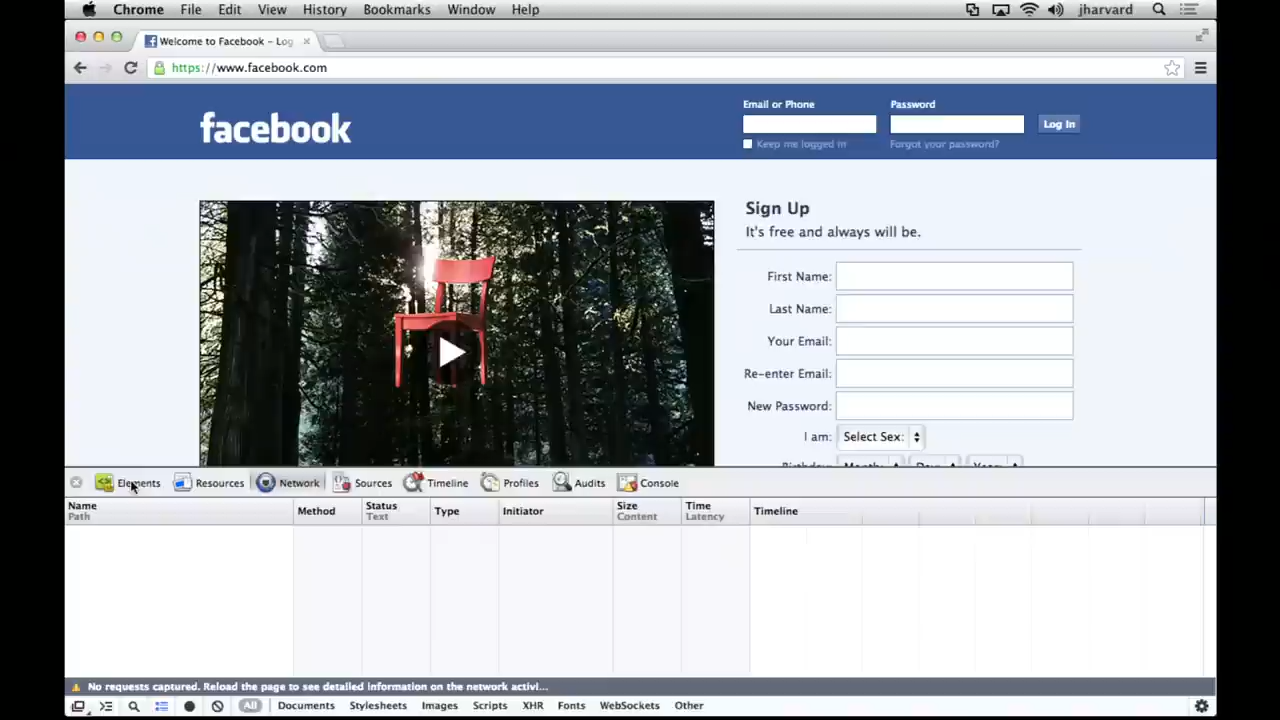 Chrome File Edit View History Bookmarks Window Help jharvard
Welcome to Facebook – Log
https://www.facebook.com
Email or Phone Password
facebook
Log In
Keep me logged in Forgot your password?
Sign Up
It's free and always will be.
First Name:
Last Name:
Your Email:
Re-enter Email:
New Password:
I am: Select Sex:
Birthday: Month: Day: Year:
Elements Resources Network Sources Timeline Profiles Audits Console
Name Method Status Type Initiator Size Time Timeline
Path Text Content Latency
No requests captured. Reload the page to see detailed information on the network activi...
All Documents Stylesheets Images Scripts XHR Fonts WebSockets Other